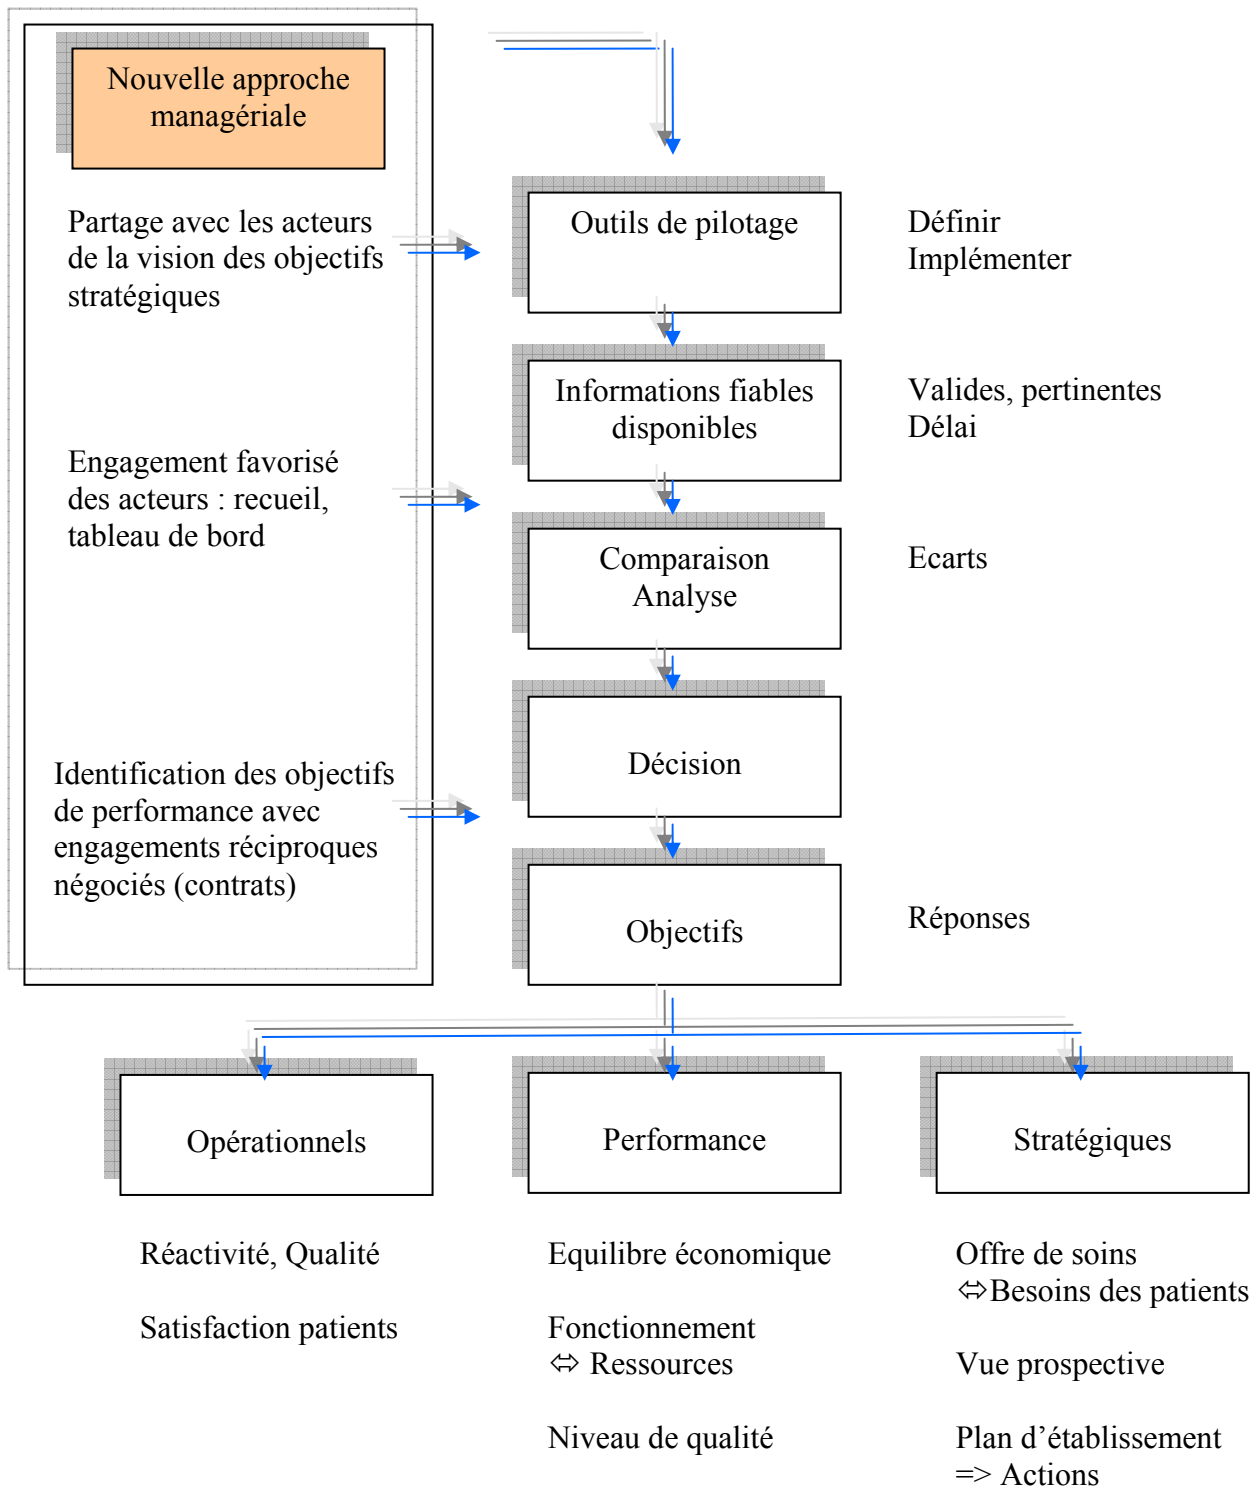 Nouvelle approche
managériale
Partage avec les acteurs
de la vision des objectifs
stratégiques
Engagement favorisé
des acteurs : recueil,
tableau de bord
Identification des objectifs
de performance avec
engagements réciproques
négociés (contrats)
Outils de pilotage
Définir
Implémenter
Informations fiables
disponibles
Valides, pertinentes
Délai
Comparaison
Analyse
Ecarts
Décision
Objectifs
Réponses
Opérationnels
Réactivité, Qualité
Satisfaction patients
Performance
Equilibre économique
Fonctionnement
⇔ Ressources
Niveau de qualité
Stratégiques
Offre de soins
⇔Besoins des patients
Vue prospective
Plan d’établissement
=> Actions